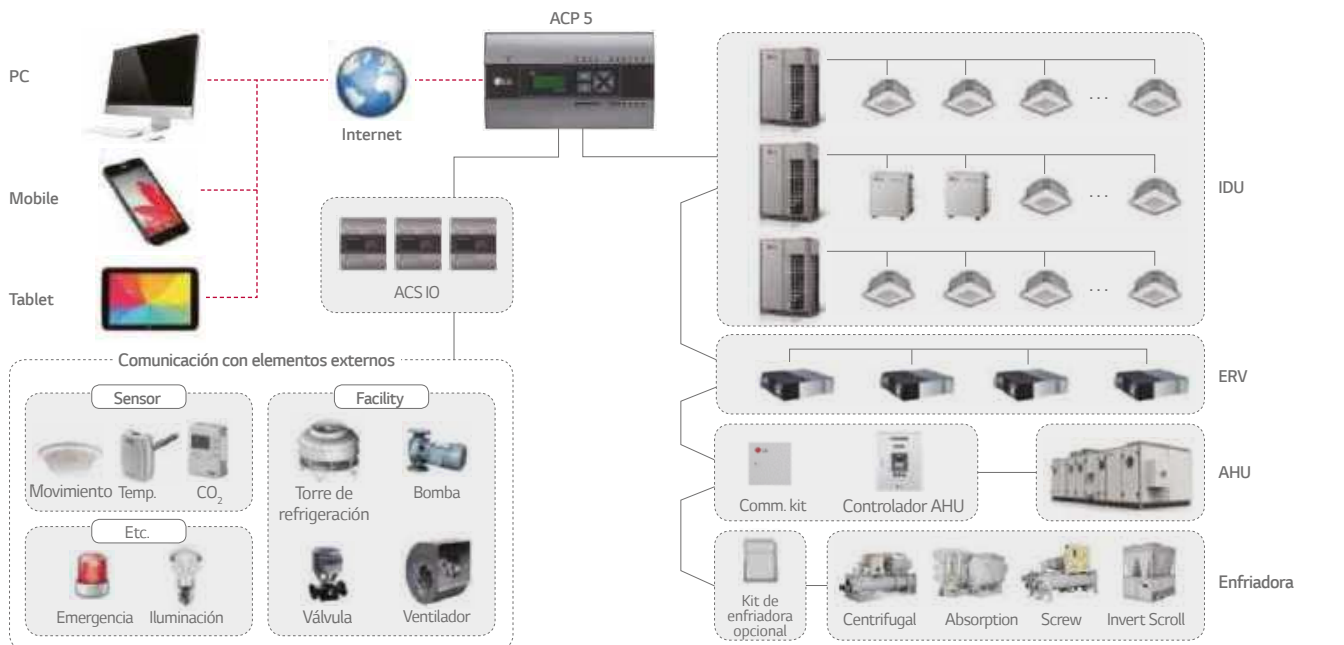 ACP 5
PC
Internet
Mobile
IDU
ACS IO
Tablet
Comunicación con elementos externos
Sensor
Facility
ERV
Movimiento
Temp.
CO₂
Torre de
refrigeración
Bomba
Comm. kit
Controlador AHU
AHU
Etc.
Emergencia
Iluminación
Válvula
Ventilador
Kit de
enfriadora
opcional
Centrifugal
Absorption
Screw
Invert Scroll
Enfriadora